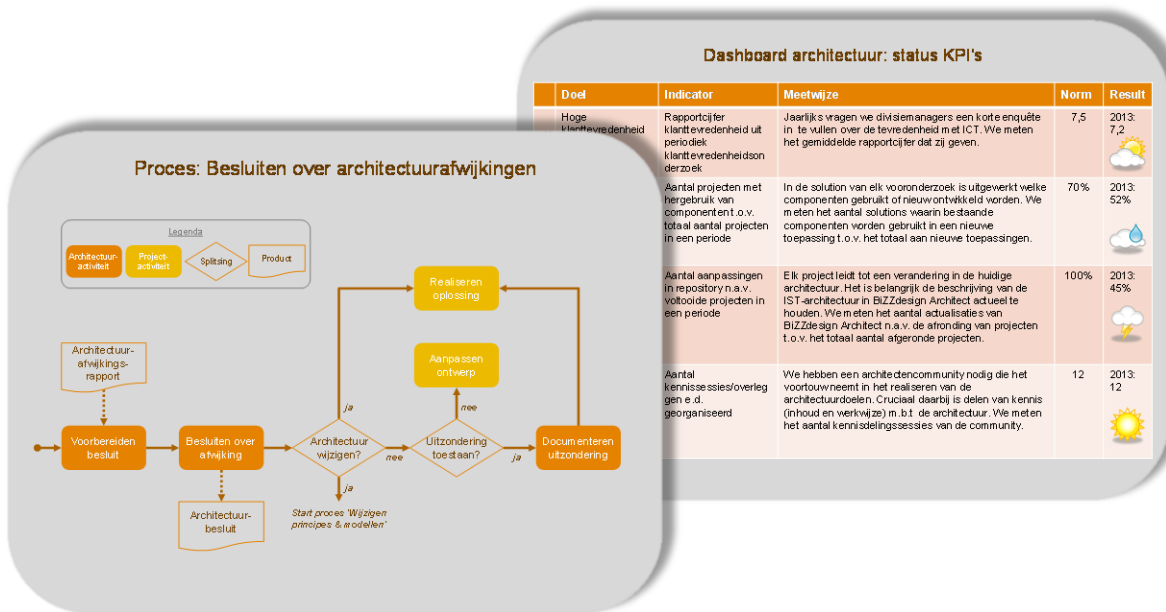 Proces: Besluiten over architectuurafwijkingen
Legenda
Architectuur-
activiteit
Project-
activiteit
Splitsing
Product
Realiseren
oplossing
Architectuur-
afwijkings-
rapport
Aanpassen
ontwerp
ja
nee
Voorbereiden
besluit
Besluiten over
afwijking
Architectuur
wijzigen?
nee
Uitzondering
toestaan?
ja
Documenteren
uitzondering
ja
Architectuur-
besluit
Start proces 'Wijzigen
principes & modellen'
Dashboard architectuur: status KPI's
Doel
Indicator
Meetwijze
Norm
Result
Hoge
klanttevredenheid
Rapportcijfer
klanttevredenheid uit
periodiek
klanttevredenheidson
derzoek
Jaarlijks vragen we divisiemanagers een korte enquête
in te vullen over de tevredenheid met ICT. We meten
het gemiddelde rapportcijfer dat zij geven.
7,5
2013:
7,2
Aantal projecten met
hergebruik van
componenten t.o.v.
totaal aantal projecten
in een periode
In de solution van elk vooronderzoek is uitgewerkt welke
componenten gebruikt of nieuw ontwikkeld worden. We
meten het aantal solutions waarin bestaande
componenten worden gebruikt in een nieuwe
toepassing t.o.v. het totaal aan nieuwe toepassingen.
70%
2013:
52%
Aantal aanpassingen
in repository n.a.v.
voltooide projecten in
een periode
Elk project leidt tot een verandering in de huidige
architectuur. Het is belangrijk de beschrijving van de
IST-architectuur in BiZZdesign Architect actueel te
houden. We meten het aantal actualisaties van
BiZZdesign Architect n.a.v. de afronding van projecten
t.o.v. het totaal aantal afgeronde projecten.
100%
2013:
45%
Aantal
kennissessies/overleg
gen e.d.
georganiseerd
We hebben een architectencommunity nodig die het
voortouw neemt in het realiseren van de
architectuurdoelen. Cruciaal daarbij is delen van kennis
(inhoud en werkwijze) m.b.t de architectuur. We meten
het aantal kennisdelingssessies van de community.
12
2013:
12